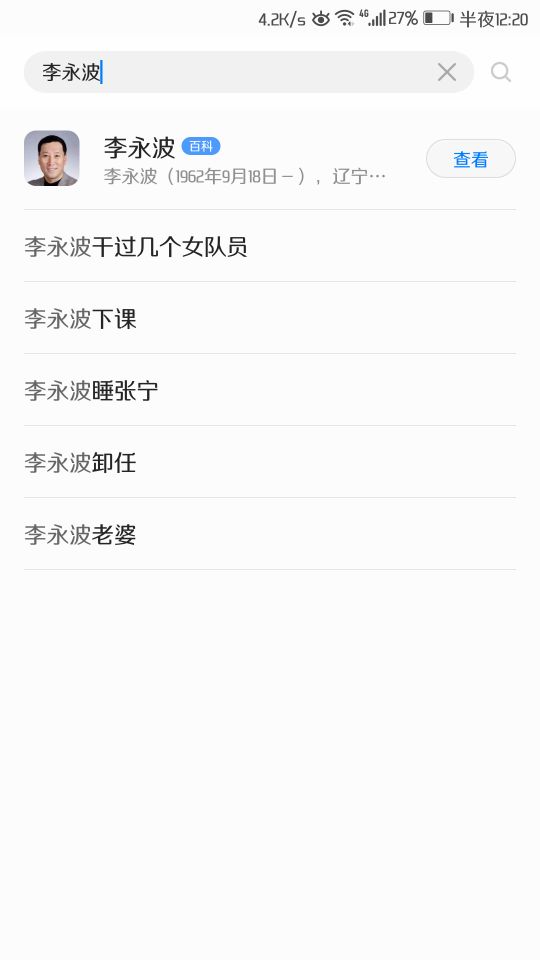 4.2K/s 4G 27% 半夜12:20
李永波
李永波 百科
李永波（1962年9月18日－），辽宁…
查看
李永波干过几个女队员
李永波下课
李永波睡张宁
李永波卸任
李永波老婆